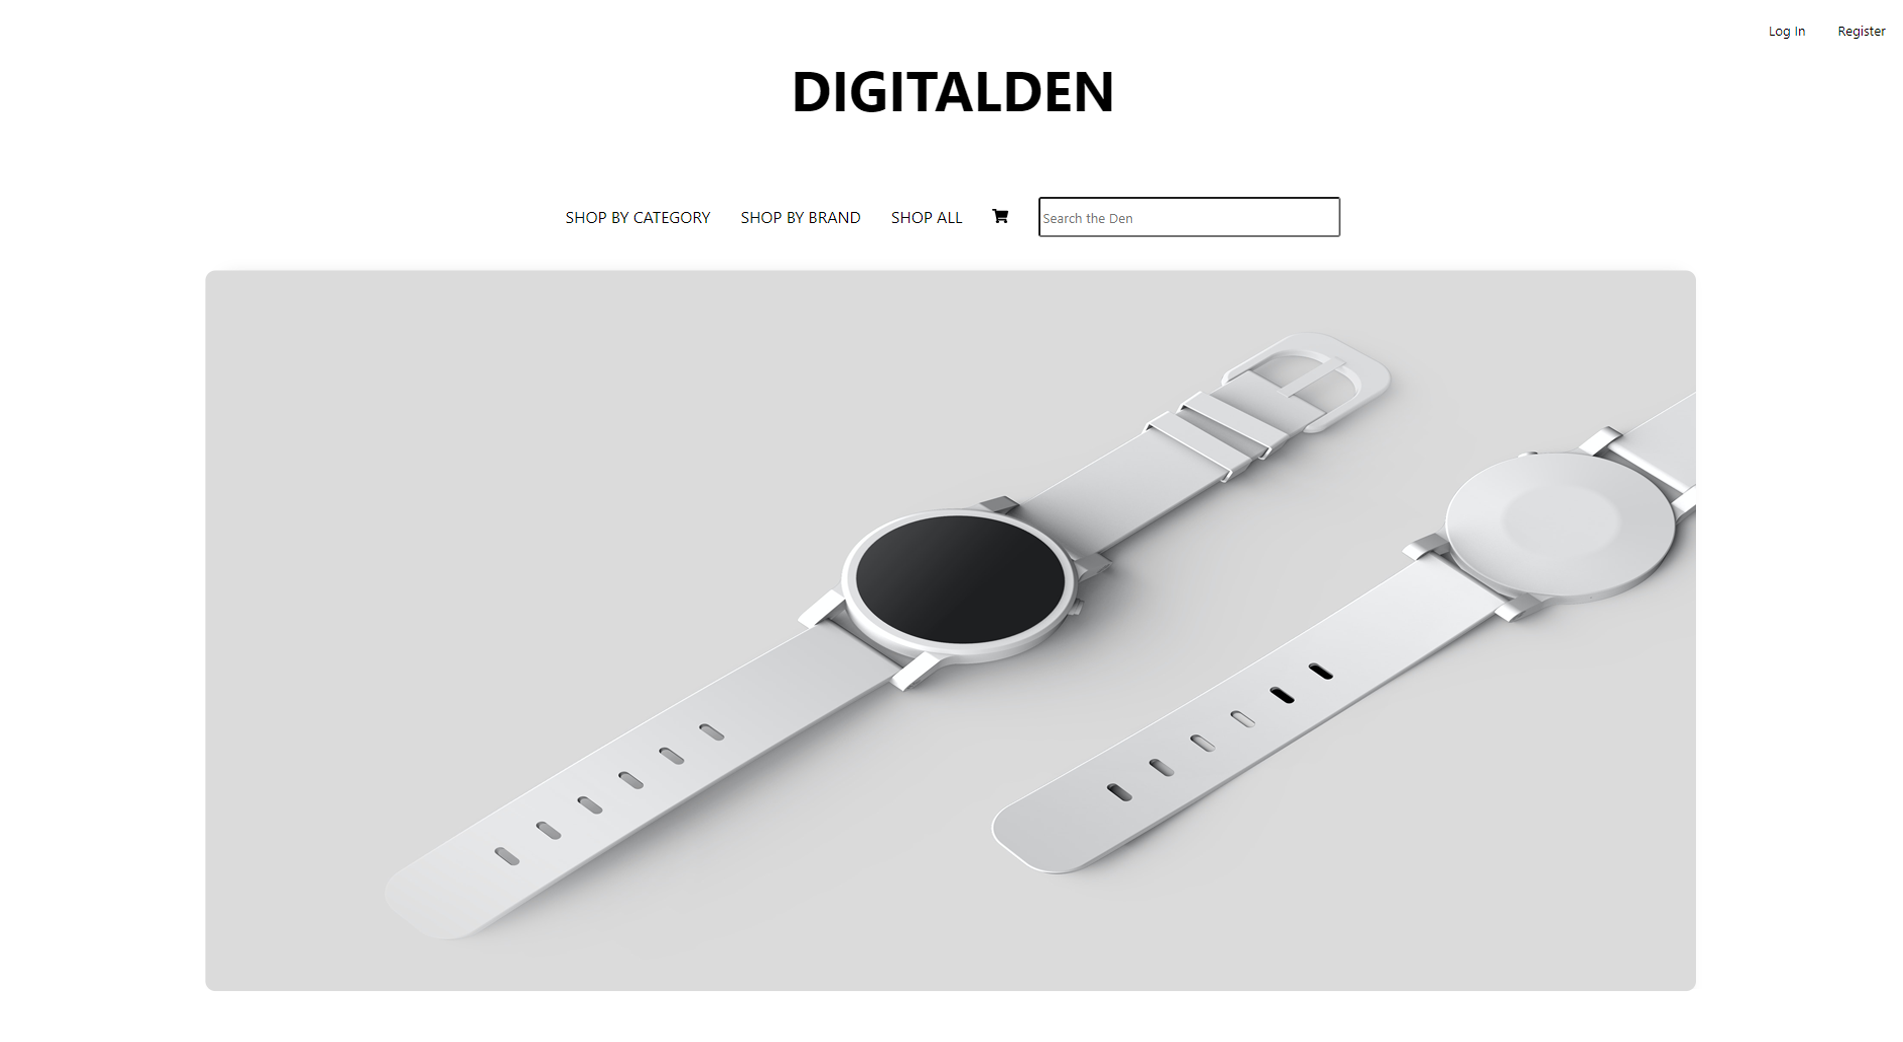 Log In Register
DIGITALDEN
SHOP BY CATEGORY SHOP BY BRAND SHOP ALL Search the Den